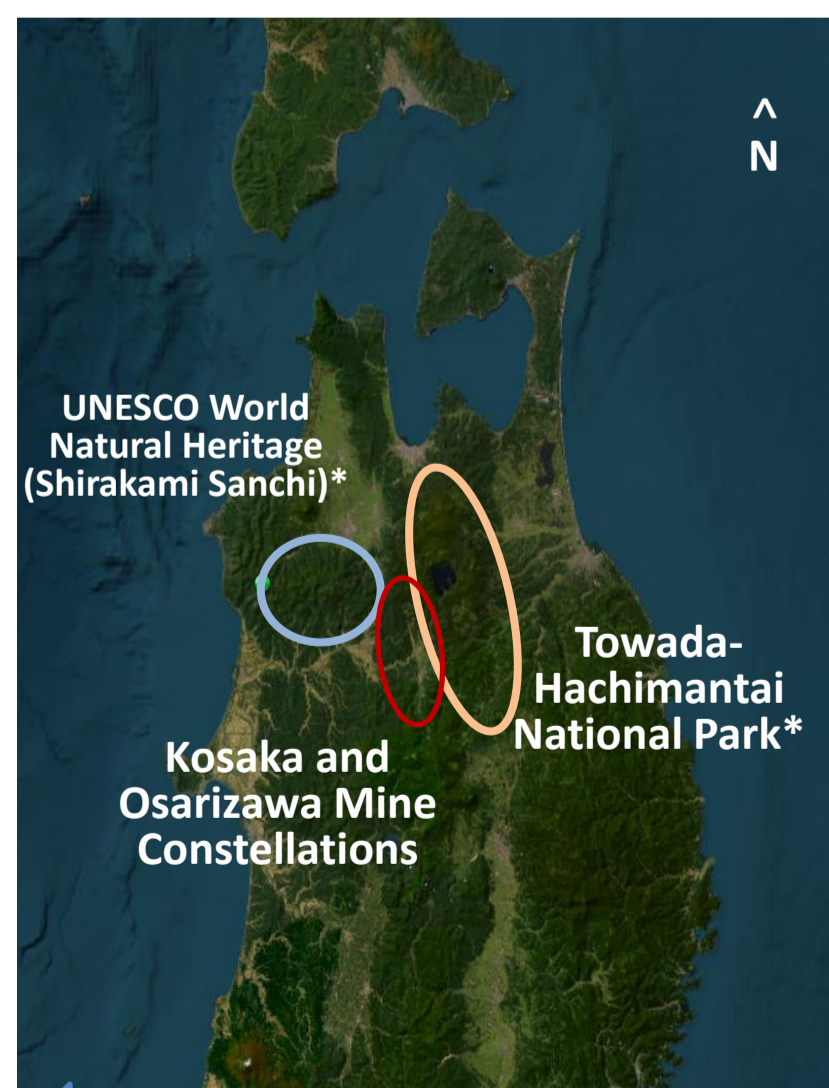 ^
N
UNESCO World
Natural Heritage
(Shirakami Sanchi)*
Towada-
Hachimantai
National Park*
Kosaka and
Osarizawa Mine
Constellations